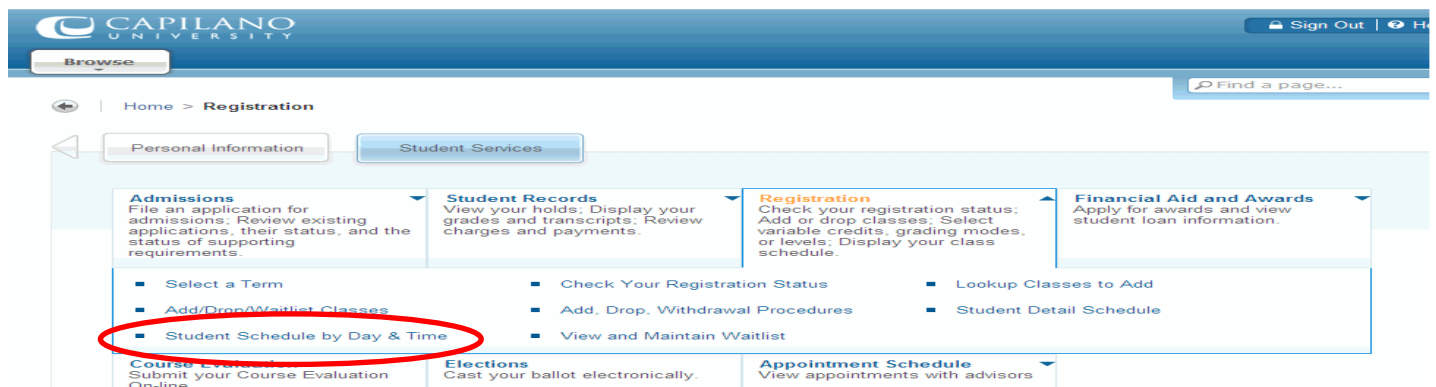 CAPILANO
UNIVERSITY
Sign Out | Help
Browse
Find a page...
Home > Registration
Personal Information
Student Services
Admissions
File an application for
admissions; Review existing
applications, their status, and the
status of supporting
requirements.
Student Records
View your holds; Display your
grades and transcripts; Review
charges and payments.
Registration
Check your registration status;
Add or drop classes; Select
variable credits, grading modes,
or levels; Display your class
schedule.
Financial Aid and Awards
Apply for awards and view
student loan information.
Select a Term
Check Your Registration Status
Lookup Classes to Add
Add/Drop/Waitlist Classes
Add, Drop, Withdrawal Procedures
Student Detail Schedule
Student Schedule by Day & Time
View and Maintain Waitlist
Course Evaluation
Submit your Course Evaluation
On-line
Elections
Cast your ballot electronically.
Appointment Schedule
View appointments with advisors